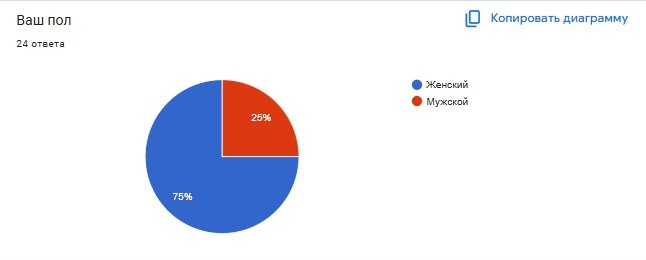 Ваш пол
Копировать диаграмму
24 ответа
Женский
Мужской
25%
75%